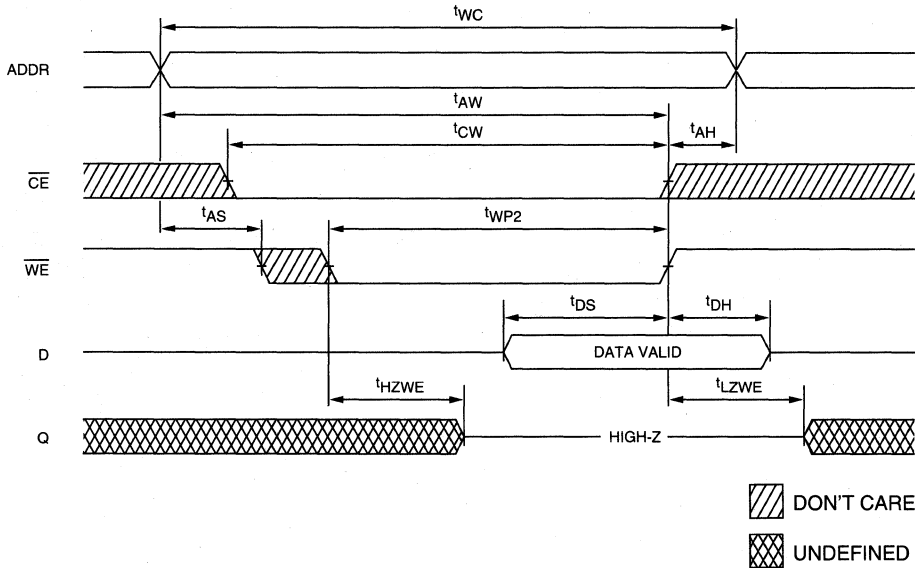 tWC
ADDR
tAW
tCW
tAH
CE
tAS
tWP2
WE
tDS
tDH
D
DATA VALID
tHZWE
tLZWE
Q
HIGH-Z
DON'T CARE
UNDEFINED